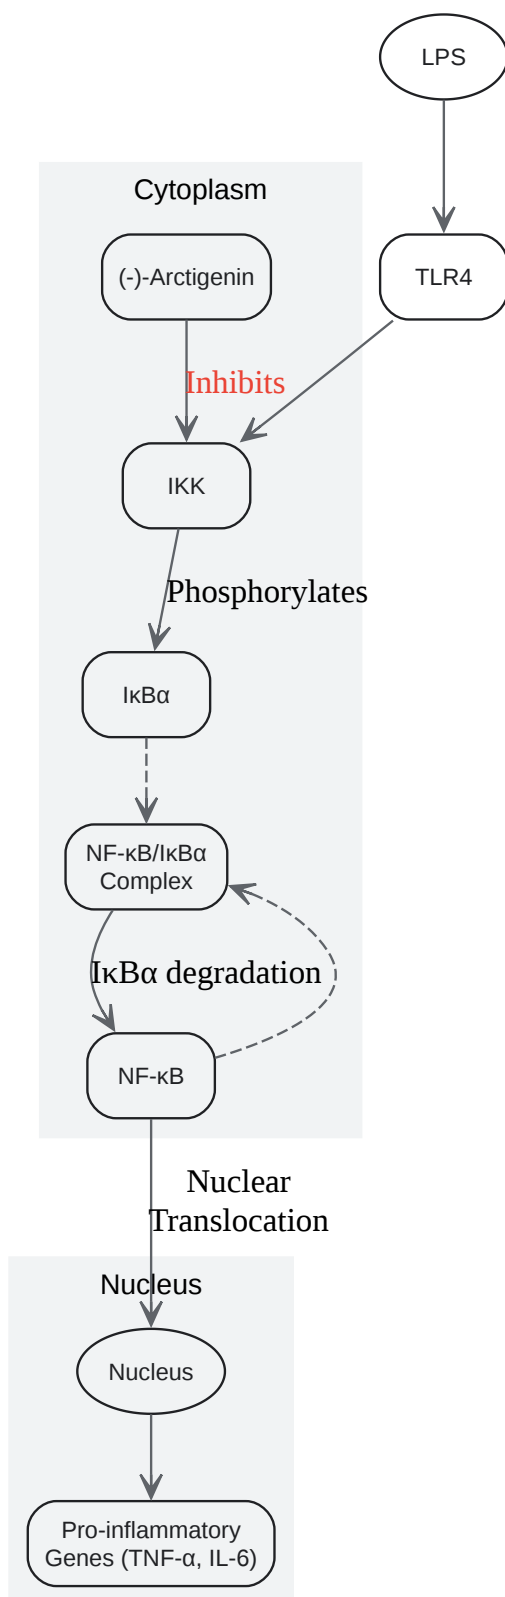 LPS
Cytoplasm
(-)-Arctigenin
TLR4
Inhibits
IKK
Phosphorylates
IκBα
NF-κB/IκBα
Complex
IκBα degradation
NF-κB
Nuclear
Translocation
Nucleus
Nucleus
Pro-inflammatory
Genes (TNF-α, IL-6)